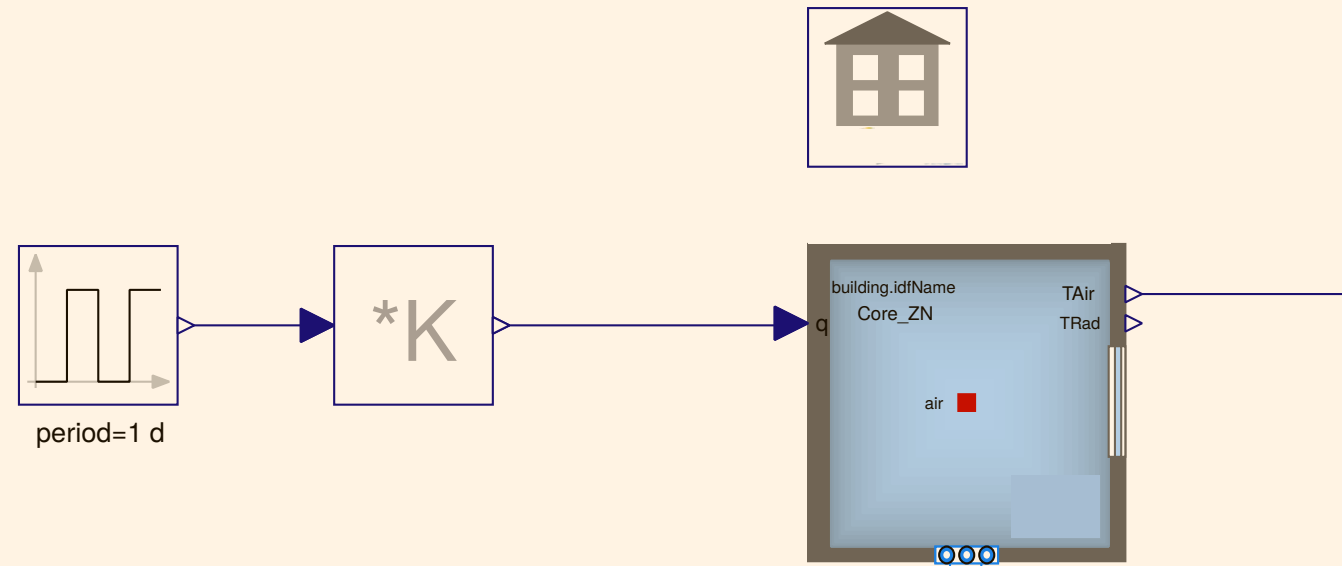 building.idfName
TAir
*K
q
Core_ZN
TRad
air
period=1 d